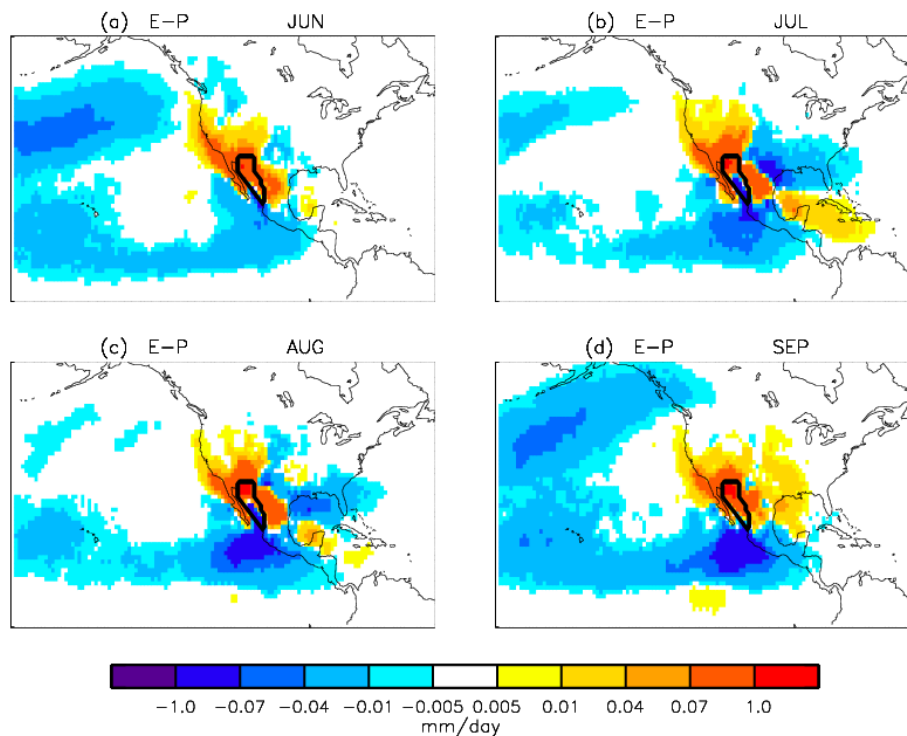 (a) E-P JUN
(b) E-P JUL
(c) E-P AUG
(d) E-P SEP
-1.0 -0.07 -0.04 -0.01 -0.005 0.005 0.01 0.04 0.07 1.0
mm/day